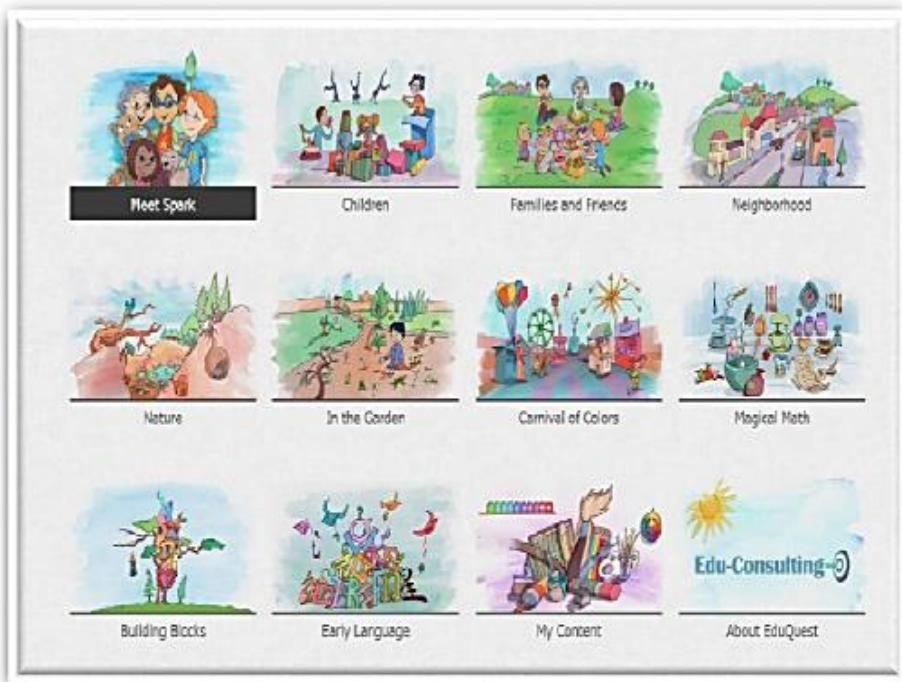 Meet Spark
Children
Families and Friends
Neighborhood
Nature
In the Garden
Carnival of Colors
Magical Math
Edu-Consulting
Building Blocks
Early Language
My Content
About EduQuest